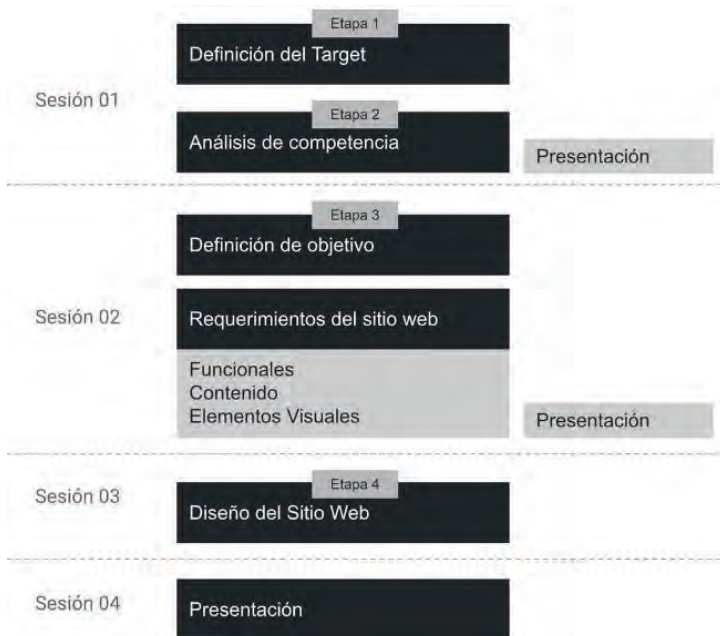 Etapa 1
Definición del Target
Sesión 01
Etapa 2
Análisis de competencia
Presentación
Etapa 3
Definición de objetivo
Sesión 02
Requerimientos del sitio web
Funcionales
Contenido
Elementos Visuales
Presentación
Sesión 03
Etapa 4
Diseño del Sitio Web
Sesión 04
Presentación